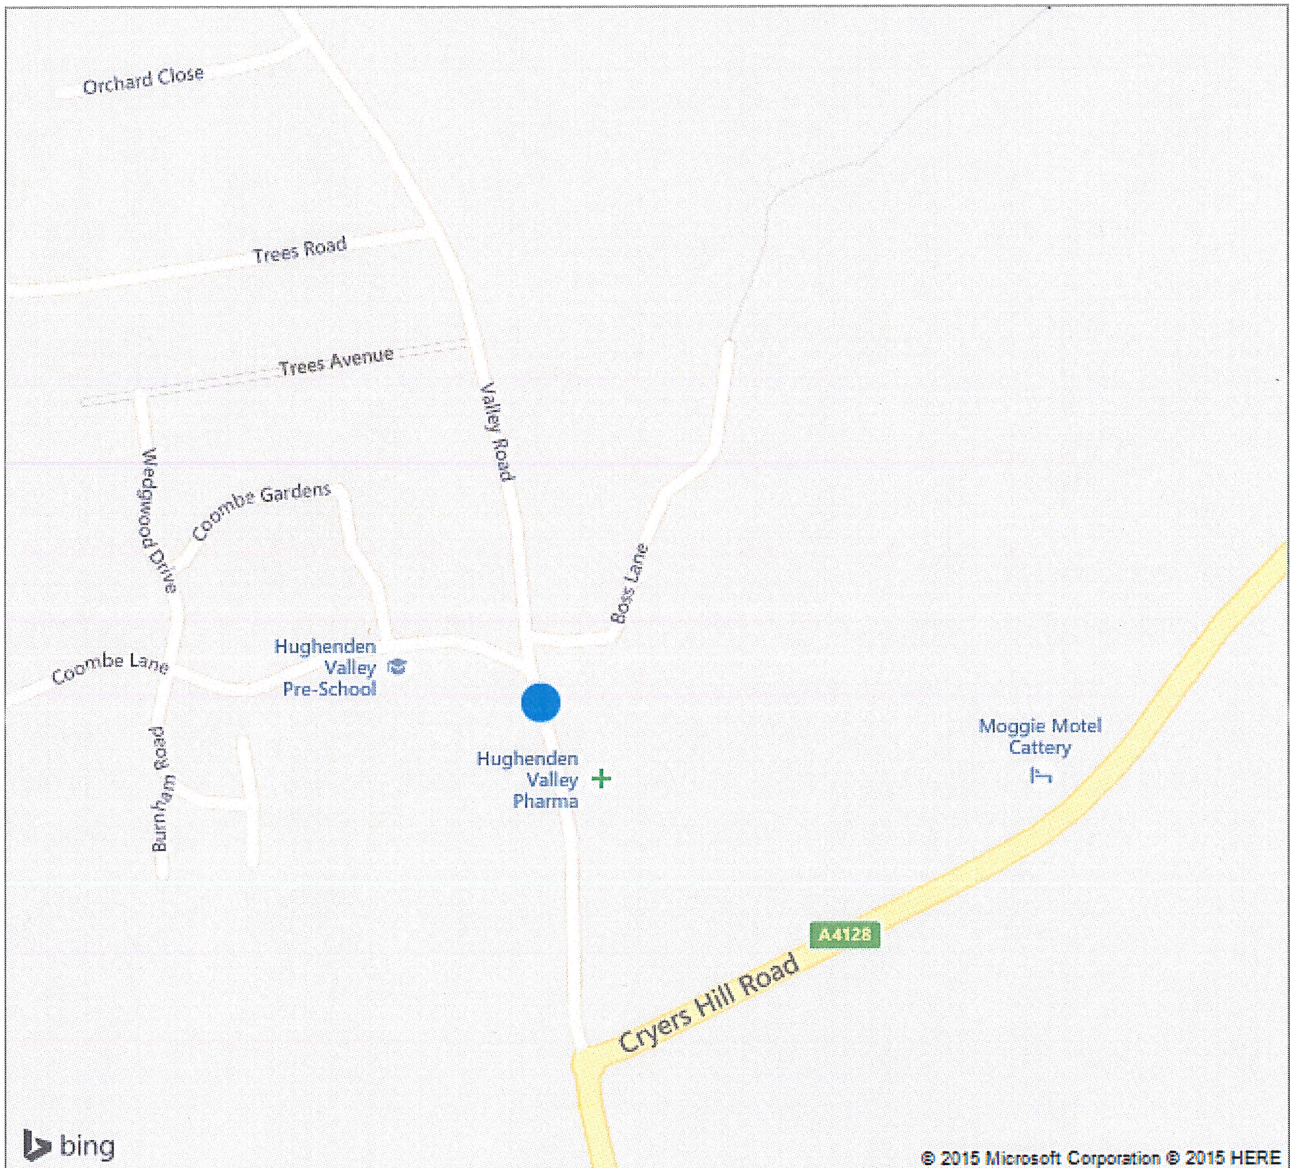 Orchard Close
Trees Road
Trees Avenue
Valley Road
Wedgwood Drive
Coombe Gardens
Boss Lane
Hughenden
Valley
Pre-School
Coombe Lane
Moggie Motel
Cattery
Burnham Road
Hughenden
Valley
Pharma
A4128
Cryers Hill Road
bing
© 2015 Microsoft Corporation © 2015 HERE